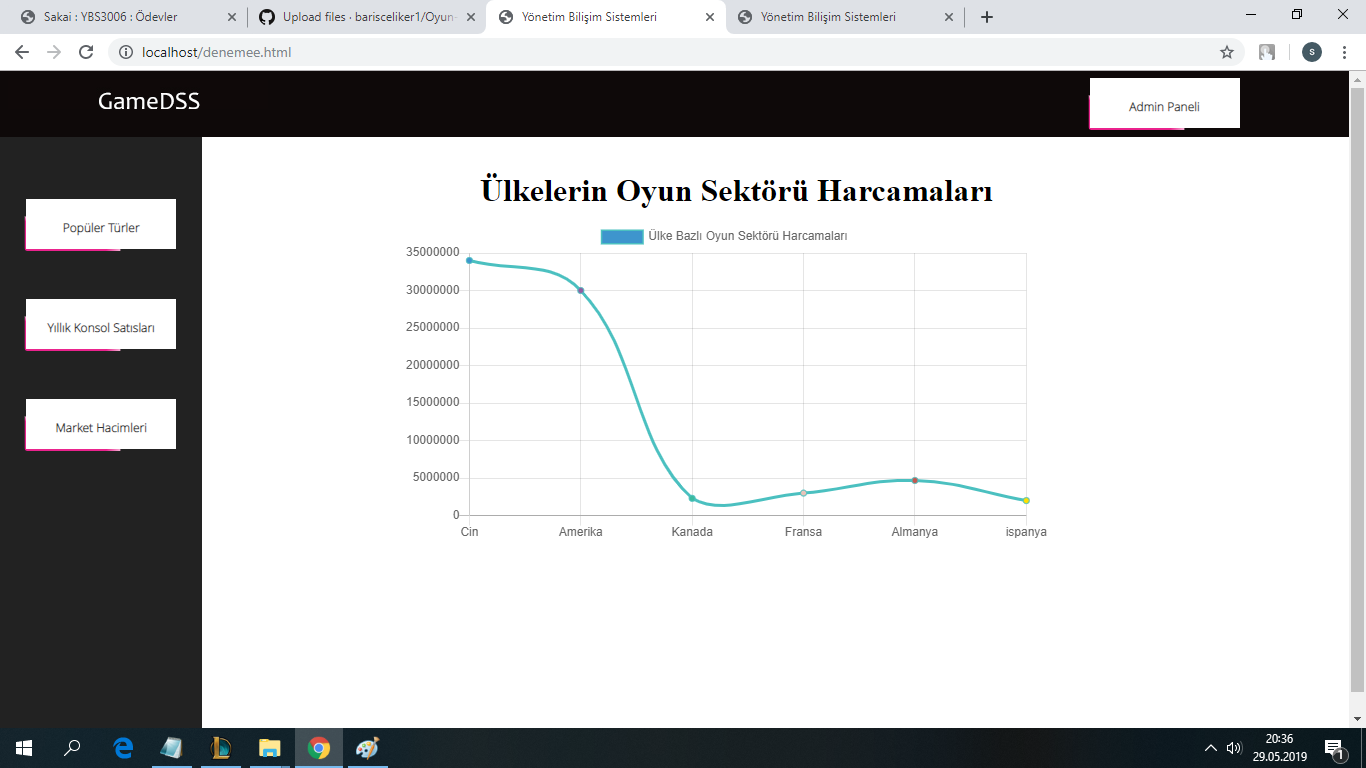 Sakai : YBS3006 : Ödevler
Upload files · barisceliker1/Oyun-
Yönetim Bilişim Sistemleri
Yönetim Bilişim Sistemleri
localhost/denemee.html
s
GameDSS
Admin Paneli
Popüler Türler
Yıllık Konsol Satısları
Market Hacimleri
Ülkelerin Oyun Sektörü Harcamaları
Ülke Bazlı Oyun Sektörü Harcamaları
35000000
30000000
25000000
20000000
15000000
10000000
5000000
0
Cin
Amerika
Kanada
Fransa
Almanya
ispanya
20:36
29.05.2019
1